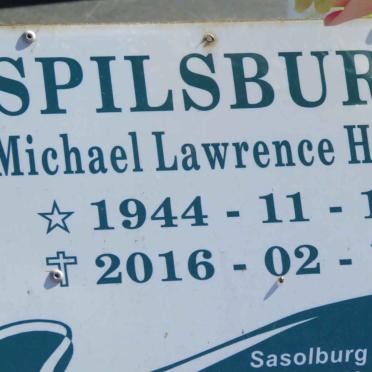 SPILSBUR
Michael Lawrence H
☆ 1944 - 11 - 1
✝ 2016 - 02 -
Sasolburg